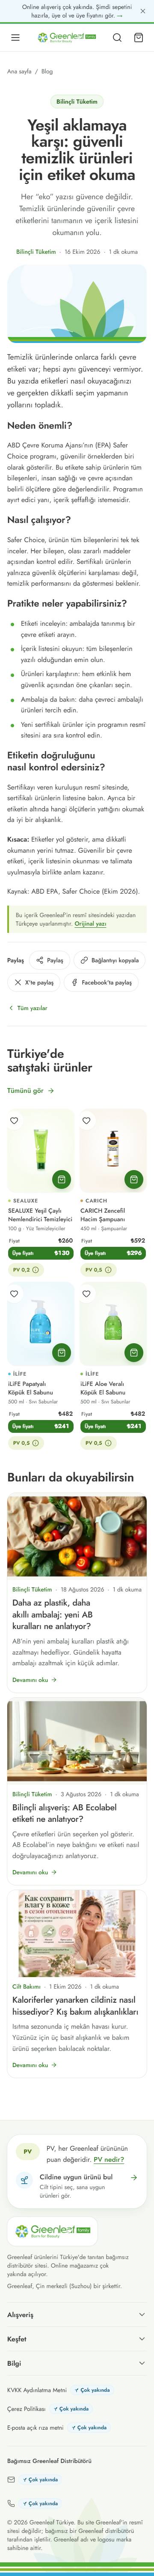 Online alışveriş çok yakında. Şimdi sepetini
hazırla, üye ol ve üye fiyatını gör. →
Greenleaf
Ana sayfa / Blog
Bilinçli Tüketim
Yeşil aklamaya
karşı: güvenli
temizlik ürünleri
için etiket okuma
Her “eko” yazısı güvence değildir.
Temizlik ürünlerinde güvenilir çevre
etiketlerini tanımanın ve içerik listesi
okumanın yolu.
Bilinçli Tüketim · 16 Ekim 2026 · 1 dk okuma
Temizlik ürünlerinde onlarca farklı çevre
etiketi var; hepsi aynı güvenceyi vermiyor.
Bu yazıda etiketleri nasıl okuyacağınızı
ve gerçekten dikkatli seçim yapmanın
yollarını topladık.
Neden önemli?
ABD Çevre Koruma Ajansı'nın (EPA) Safer
Choice programı, güvenilir örneklerden biri
olarak biliniyor. Bu etikete sahip ürünlerin tüm
bileşenleri, insan sağlığı ve çevre açısından
belirli ölçütlere göre değerlendirilir. Programın
en ayırt edici yanı, içerik şeffaflığı istemesidir.
Nasıl çalışıyor?
Safer Choice, ürünün tüm bileşenlerini tek tek
inceler. Her bileşen, olası zararlı maddeler
açısından kontrol edilir. Sertifikalı ürünlerde
yalnızca güvenlik ölçütlerini karşılaması değil,
temizlik performansını da belirtmesi beklenir.
Pratikte neler yapabilirsiniz?
Etiketi inceleyin: ambalajda tanınmış bir
çevre etiketi arayın.
İçerik listesini okuyun: tüm bileşenlerin
yazılı olduğundan emin olun.
Ürünleri karşılaştırın: hem etkinlik hem
güvenlik açısından öne çıkanları seçin.
Ambalaja da bakın: daha çevreci ambalajlı
ürünleri tercih edin.
Yeni sertifikalı ürünler için programın resmî
sitesini ara sıra kontrol edin.
Etiketin doğruluğunu
nasıl kontrol edersiniz?
Sertifikayı veren kuruluşun resmî sitesinde,
sertifikalı ürünlerin listesine bakın. Ayrıca bir
ambalajın hangi ölçütlerle yaptığını okumak
da iyi bir alışkanlık.
Kısaca: Etiketler yol gösterir, ama dikkatli
okumanın yerini tutmaz. Güvenilir bir çevre
etiketi, içerik listesini okumanızı ve talimata
uymanızla birlikte anlam kazanır.
Kaynak: ABD EPA, Safer Choice (Ekim 2026).
Bu içerik Greenleaf'in resmî sitesindeki yazıdan
Türkçeye yararlanmıştır. Orijinal yazı
Paylaş Paylaş Bağlantıyı kopyala
X'te paylaş Facebook'ta paylaş
Tüm yazılar
Türkiye'de
satıştaki ürünler
Tümünü gör →
SEALUXE
SEALUXE Yeşil Çaylı
Nemlendirici Temizleyici
100 g · Yüz Temizleyiciler
Fiyat ₺260
Üye fiyatı ₺130
PV 0,2
CARICH
CARICH Zencefil
Hacim Şampuanı
450 ml · Şampuanlar
Fiyat ₺592
Üye fiyatı ₺296
PV 0,5
İLİFE
iLiFE Papatyalı
Köpük El Sabunu
500 ml · Sıvı Sabunlar
Fiyat ₺482
Üye fiyatı ₺241
PV 0,5
İLİFE
iLiFE Aloe Veralı
Köpük El Sabunu
500 ml · Sıvı Sabunlar
Fiyat ₺482
Üye fiyatı ₺241
PV 0,5
Bunları da okuyabilirsin
Bilinçli Tüketim · 18 Ağustos 2026 · 1 dk okuma
Daha az plastik, daha
akıllı ambalaj: yeni AB
kuralları ne anlatıyor?
AB'nin yeni ambalaj kuralları plastik atığı
azaltmayı hedefliyor. Gündelik hayatta
ambalajı azaltmak için küçük adımlar.
Devamını oku →
Bilinçli Tüketim · 3 Ağustos 2026 · 1 dk okuma
Bilinçli alışveriş: AB Ecolabel
etiketi ne anlatıyor?
Çevre etiketleri ürün seçerken yol gösterir.
AB Ecolabel'in neye baktığını ve etiketi nasıl
doğrulayacağınızı anlatıyoruz.
Devamını oku →
Как сохранить
влагу в коже
в сезон отопления
Cilt Bakımı · 1 Ekim 2026 · 1 dk okuma
Kaloriferler yanarken cildiniz nasıl
hissediyor? Kış bakım alışkanlıkları
Isıtma sezonunda iç mekân havası kurur.
Yüzünüz için üç basit alışkanlık ve bakım
ürünü seçerken bakılacak noktalar.
Devamını oku →
PV
PV, her Greenleaf ürününün
puan değeridir. PV nedir?
Cildine uygun ürünü bul
Cilt tipini seç, sana uygun
ürünleri gör.
Greenleaf
Greenleaf ürünlerini Türkiye'de tanıtan bağımsız
distribütör sitesi. Online mağazamız çok
yakında açılıyor.
Greenleaf, Çin merkezli (Suzhou) bir şirkettir.
Alışveriş
Keşfet
Bilgi
KVKK Aydınlatma Metni Çok yakında
Çerez Politikası Çok yakında
E-posta açık rıza metni Çok yakında
Bağımsız Greenleaf Distribütörü
Çok yakında
Çok yakında
© 2026 Greenleaf Türkiye. Bu site Greenleaf'in resmî
sitesi değildir; bağımsız bir Greenleaf distribütörü
tarafından işletilir. Greenleaf adı ve logosu marka
sahibine aittir.